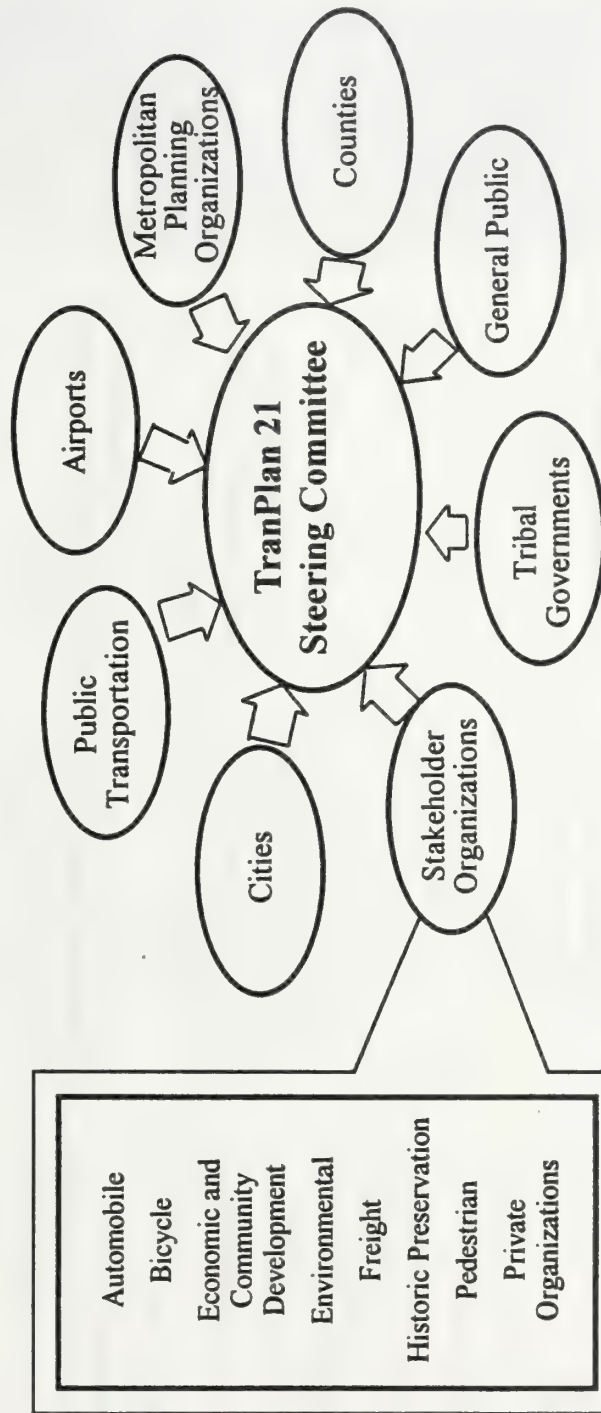 Airports
Metropolitan
Planning
Organizations
Public
Transportation
Counties
Cities
TranPlan 21
Steering Committee
General Public
Stakeholder
Organizations
Tribal
Governments
Automobile
Bicycle
Economic and
Community
Development
Environmental
Freight
Historic Preservation
Pedestrian
Private
Organizations